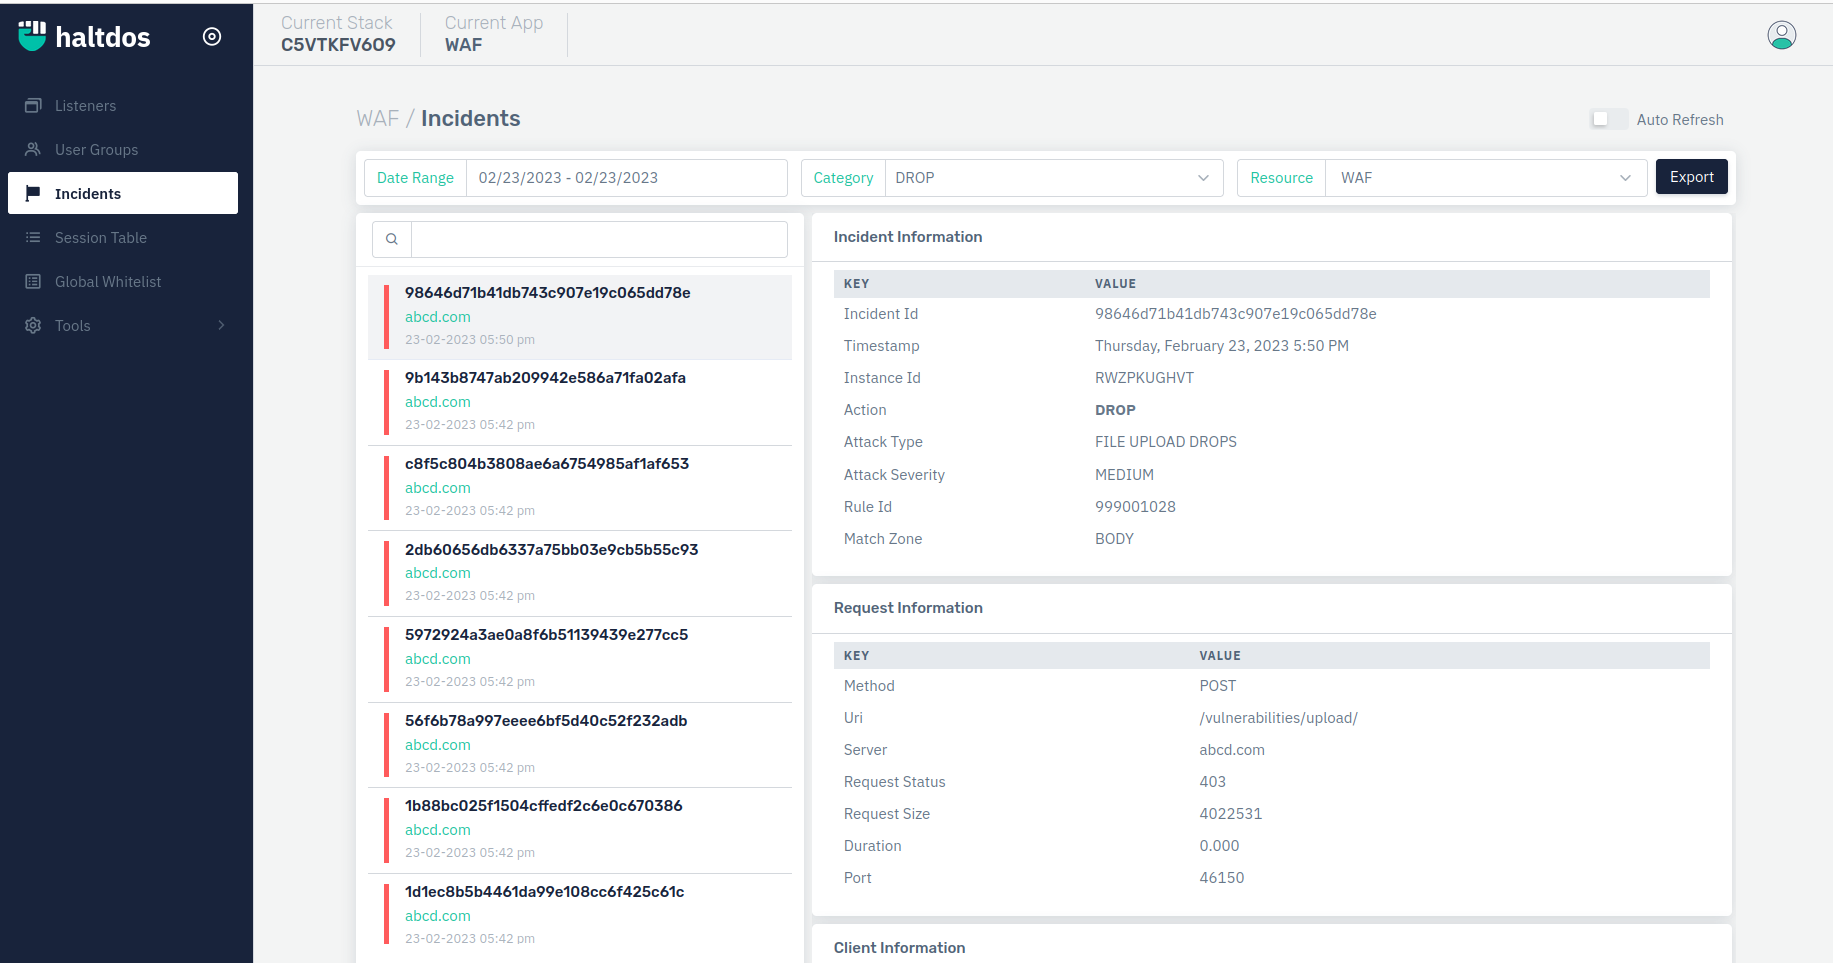 haltdos
Current Stack
C5VTKFV6O9
Current App
WAF
Listeners
User Groups
Incidents
Session Table
Global Whitelist
Tools
WAF / Incidents
Auto Refresh
Date Range
02/23/2023 - 02/23/2023
Category
DROP
Resource
WAF
Export
98646d71b41db743c907e19c065dd78e
abcd.com
23-02-2023 05:50 pm
9b143b8747ab209942e586a71fa02afa
abcd.com
23-02-2023 05:42 pm
c8f5c804b3808ae6a6754985af1af653
abcd.com
23-02-2023 05:42 pm
2db60656db6337a75bb03e9cb5b55c93
abcd.com
23-02-2023 05:42 pm
5972924a3ae0a8f6b51139439e277cc5
abcd.com
23-02-2023 05:42 pm
56f6b78a997eeee6bf5d40c52f232adb
abcd.com
23-02-2023 05:42 pm
1b88bc025f1504cffedf2c6e0c670386
abcd.com
23-02-2023 05:42 pm
1d1ec8b5b4461da99e108cc6f425c61c
abcd.com
23-02-2023 05:42 pm
Incident Information
KEY VALUE
Incident Id 98646d71b41db743c907e19c065dd78e
Timestamp Thursday, February 23, 2023 5:50 PM
Instance Id RWZPKUGHVT
Action DROP
Attack Type FILE UPLOAD DROPS
Attack Severity MEDIUM
Rule Id 999001028
Match Zone BODY
Request Information
KEY VALUE
Method POST
Uri /vulnerabilities/upload/
Server abcd.com
Request Status 403
Request Size 4022531
Duration 0.000
Port 46150
Client Information